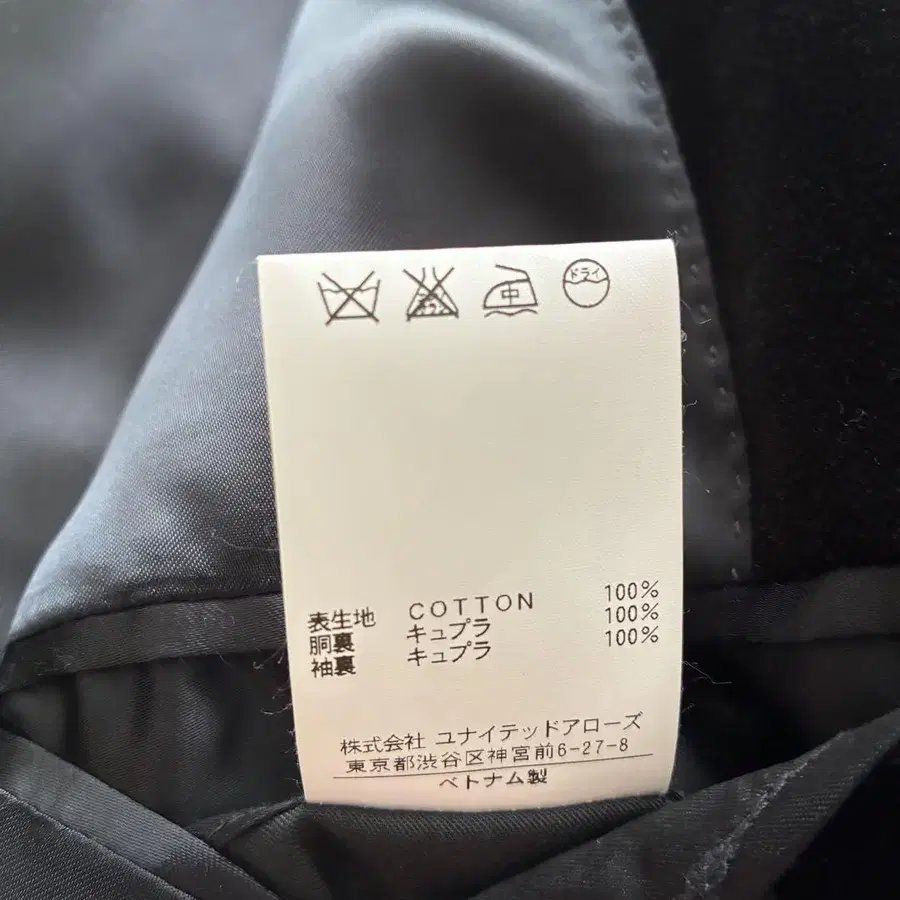 中 ドライ
表生地 COTTON 100%
胴裏 キュプラ 100%
袖裏 キュプラ 100%
株式会社 ユナイテッドアローズ
東京都渋谷区神宮前6-27-8
ベトナム製